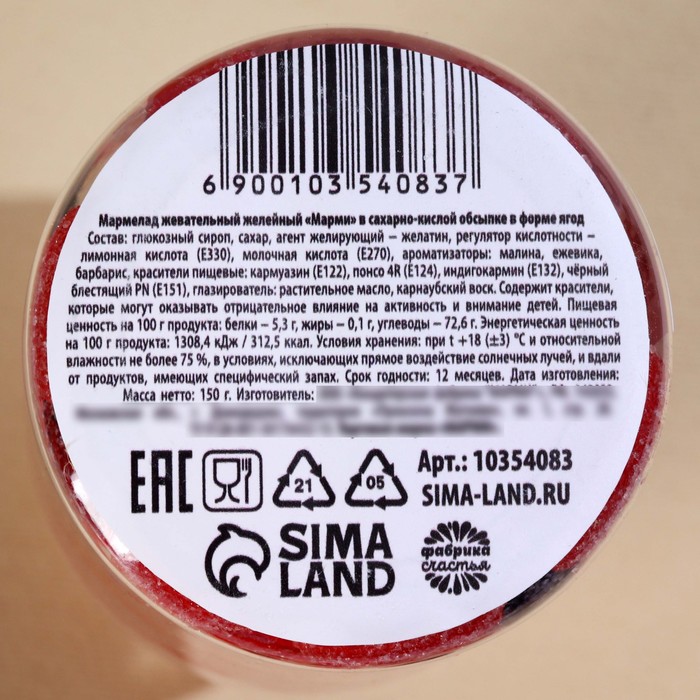 6 900103 540837
Мармелад жевательный желейный «Марми» в сахарно-кислой обсыпке в форме ягод
Состав: глюкозный сироп, сахар, агент желирующий – желатин, регулятор кислотности –
лимонная кислота (Е330), молочная кислота (Е270), ароматизаторы: малина, ежевика,
барбарис, красители пищевые: кармуазин (Е122), понсо 4R (Е124), индигокармин (Е132), чёрный
блестящий PN (Е151), глазирователь: растительное масло, карнаубский воск. Содержит красители,
которые могут оказывать отрицательное влияние на активность и внимание детей. Пищевая
ценность на 100 г продукта: белки – 5,3 г, жиры – 0,1 г, углеводы – 72,6 г. Энергетическая ценность
на 100 г продукта: 1308,4 кДж / 312,5 ккал. Условия хранения: при t +18 (±3) °C и относительной
влажности не более 75 %, в условиях, исключающих прямое воздействие солнечных лучей, и вдали
от продуктов, имеющих специфический запах. Срок годности: 12 месяцев. Дата изготовления:
Масса нетто: 150 г. Изготовитель:
EAC 21 05 Арт.: 10354083
SIMA-LAND.RU
SIMA LAND
фабрика счастья